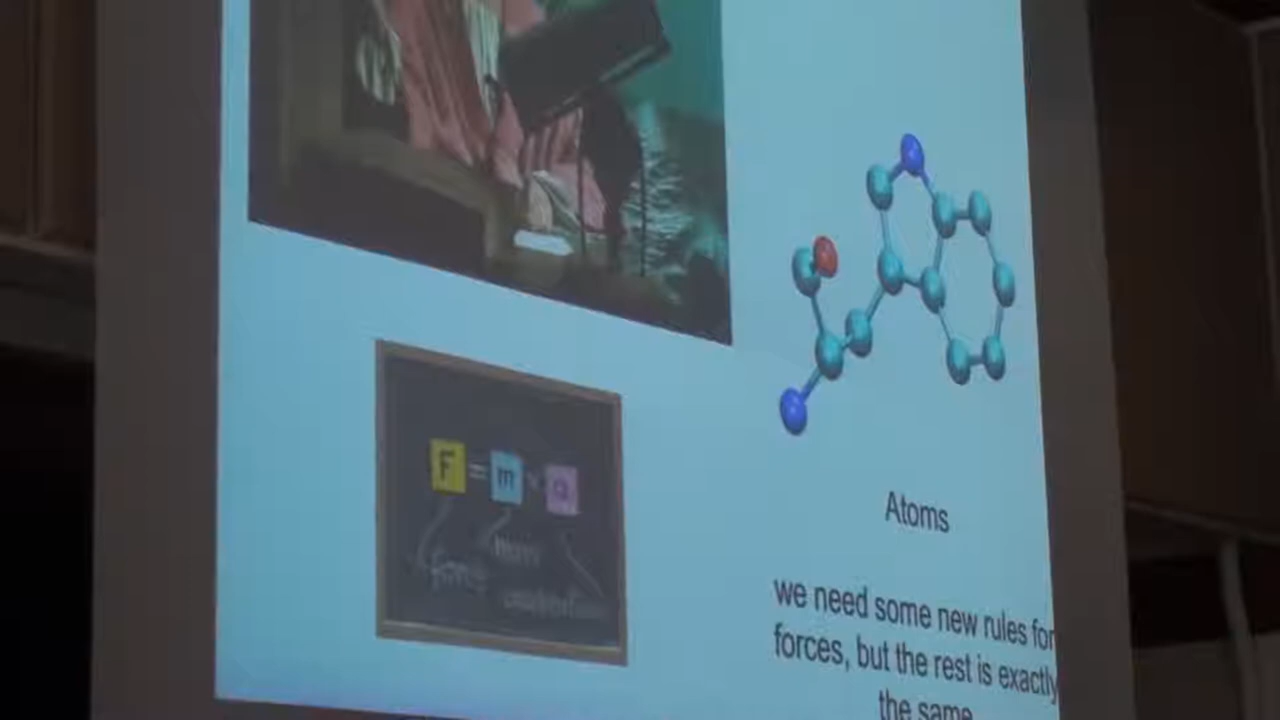 F = m × a
force
mass
acceleration
Atoms
we need some new rules for
forces, but the rest is exactly
the same